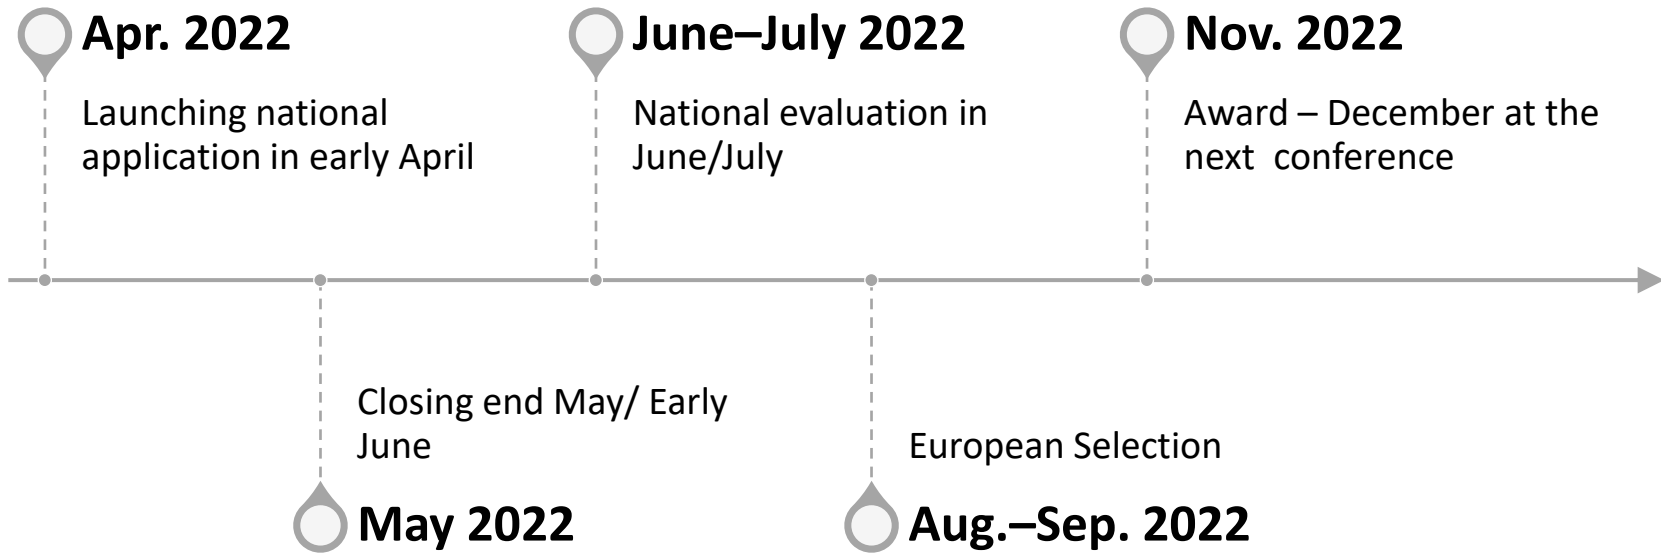 Apr. 2022
Launching national
application in early April
June–July 2022
National evaluation in
June/July
Nov. 2022
Award – December at the
next  conference
Closing end May/ Early
June
May 2022
European Selection
Aug.–Sep. 2022